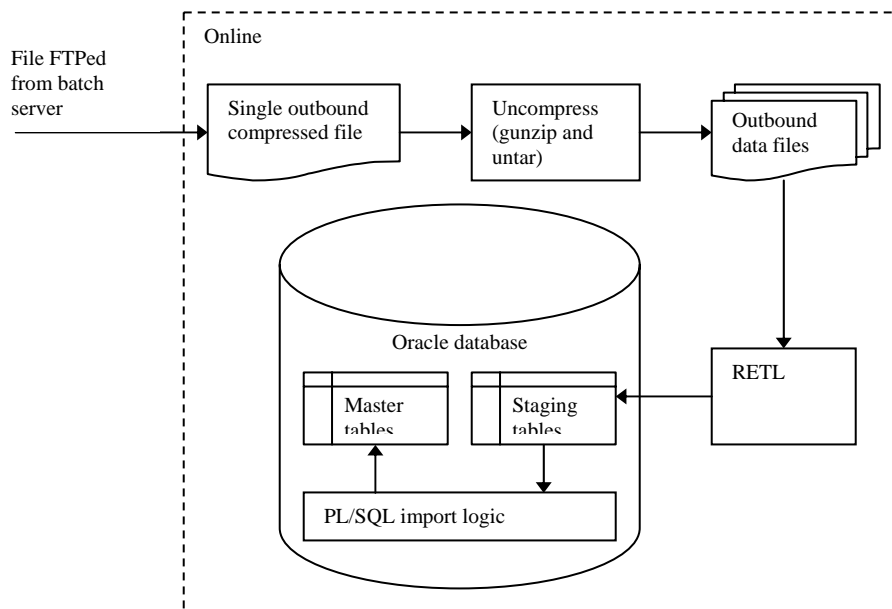 Online
File FTPed
from batch
server
Single outbound
compressed file
Uncompress
(gunzip and
untar)
Outbound
data files
Oracle database
RETL
Master
tables
Staging
tables
PL/SQL import logic